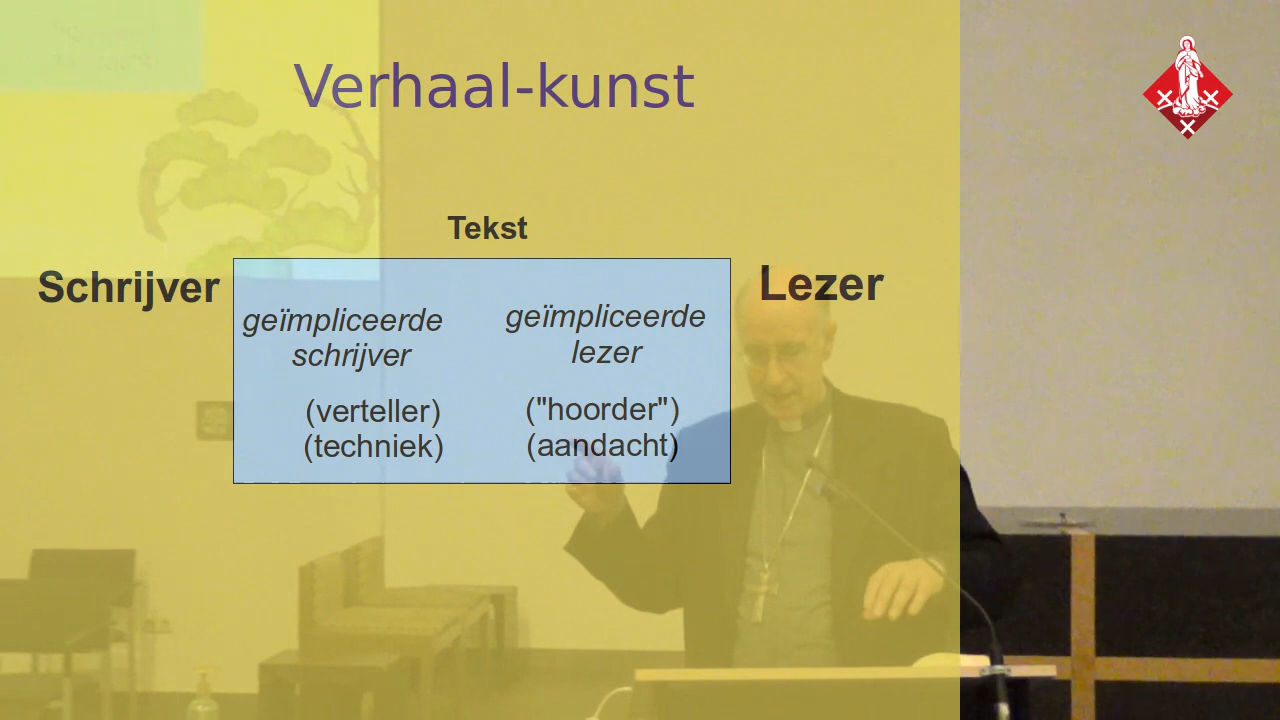 Verhaal-kunst
Tekst
Schrijver
Lezer
geïmpliceerde
schrijver
geïmpliceerde
lezer
(verteller)
(techniek)
("hoorder")
(aandacht)